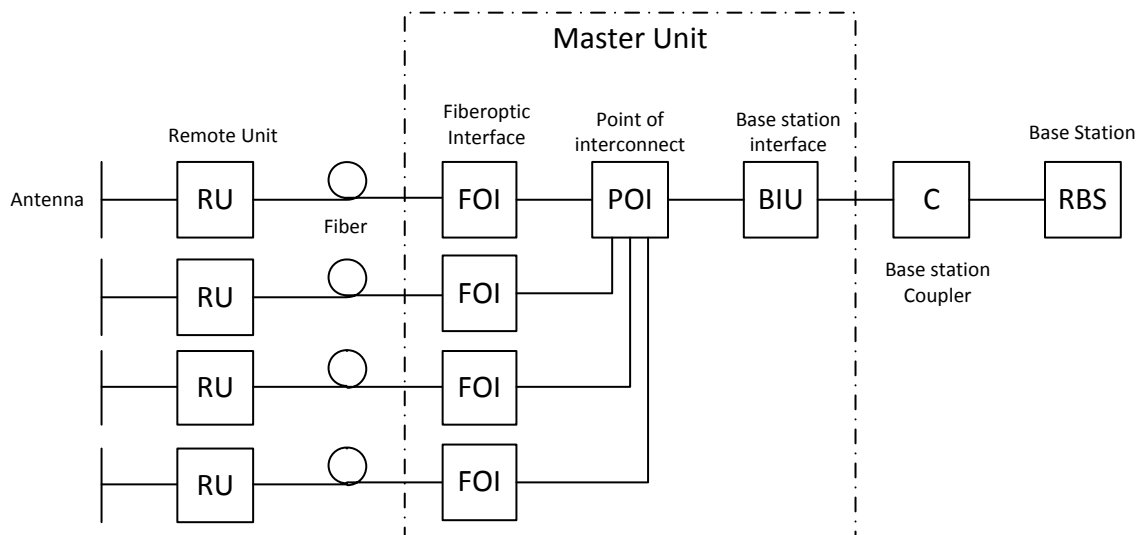 Master Unit
Fiberoptic
Interface
Point of
interconnect
Base station
interface
Remote Unit
Base Station
Antenna
RU
FOI
POI
BIU
C
RBS
Fiber
Base station
Coupler
RU
FOI
RU
FOI
RU
FOI